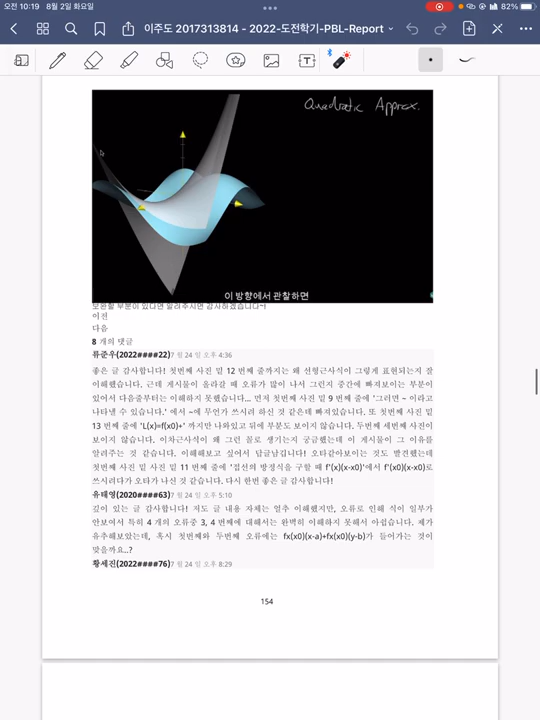 오전 10:19 8월 2일 화요일
82%
이주도 2017313814 - 2022-도전학기-PBL-Report
Quadratic Approx.
이 방향에서 관찰하면
보완할 부분이 있다면 알려주시면 감사하겠습니다~!
이전
다음
8 개의 댓글
류준우(2022####22)7 월 24 일 오후 4:36
좋은 글 감사합니다! 첫번째 사진 밑 12 번째 줄까지는 왜 선형근사식이 그렇게 표현되는지 잘
이해했습니다. 근데 게시물이 올라갈 때 오류가 많이 나서 그런지 중간에 빠져보이는 부분이
있어서 다음줄부터는 이해하지 못했습니다... 먼저 첫번째 사진 밑 9 번째 줄에 '그러면 ~ 이라고
나타낸 수 있습니다.' 에서 ~에 무언가 쓰시려 하신 것 같은데 빠져있습니다. 또 첫번째 사진 밑
13 번째 줄에 'L(x)=f(x0)+' 까지만 나와있고 뒤에 부분도 보이지 않습니다. 두번째 세번째 사진이
보이지 않습니다. 이차근사식이 왜 그런 꼴로 생기는지 궁금했는데 이 게시물이 그 이유를
알려주는 것 같습니다. 이해해보고 싶어서 답글남깁니다! 오타같아보이는 것도 발견했는데
첫번째 사진 밑 사진 밑 11 번째 줄에 '접선의 방정식을 구할 때 f'(x)(x-x0)'에서 f'(x0)(x-x0)로
쓰시려다가 오타가 나신 것 같습니다. 다시 한번 좋은 글 감사합니다!
유태영(2020####63)7 월 24 일 오후 5:10
깊이 있는 글 감사합니다! 저도 글 내용 자체는 얼추 이해했지만, 오류로 인해 식이 일부가
안보여서 특히 4 개의 오류중 3, 4 번째에 대해서는 완벽히 이해하지 못해서 아쉽습니다. 제가
유추해보았는데, 혹시 첫번째와 두번째 오류에는 fx(x0)(x-a)+fx(x0)(y-b)가 들어가는 것이
맞을까요..?
황세진(2022####76)7 월 24 일 오후 8:29
154